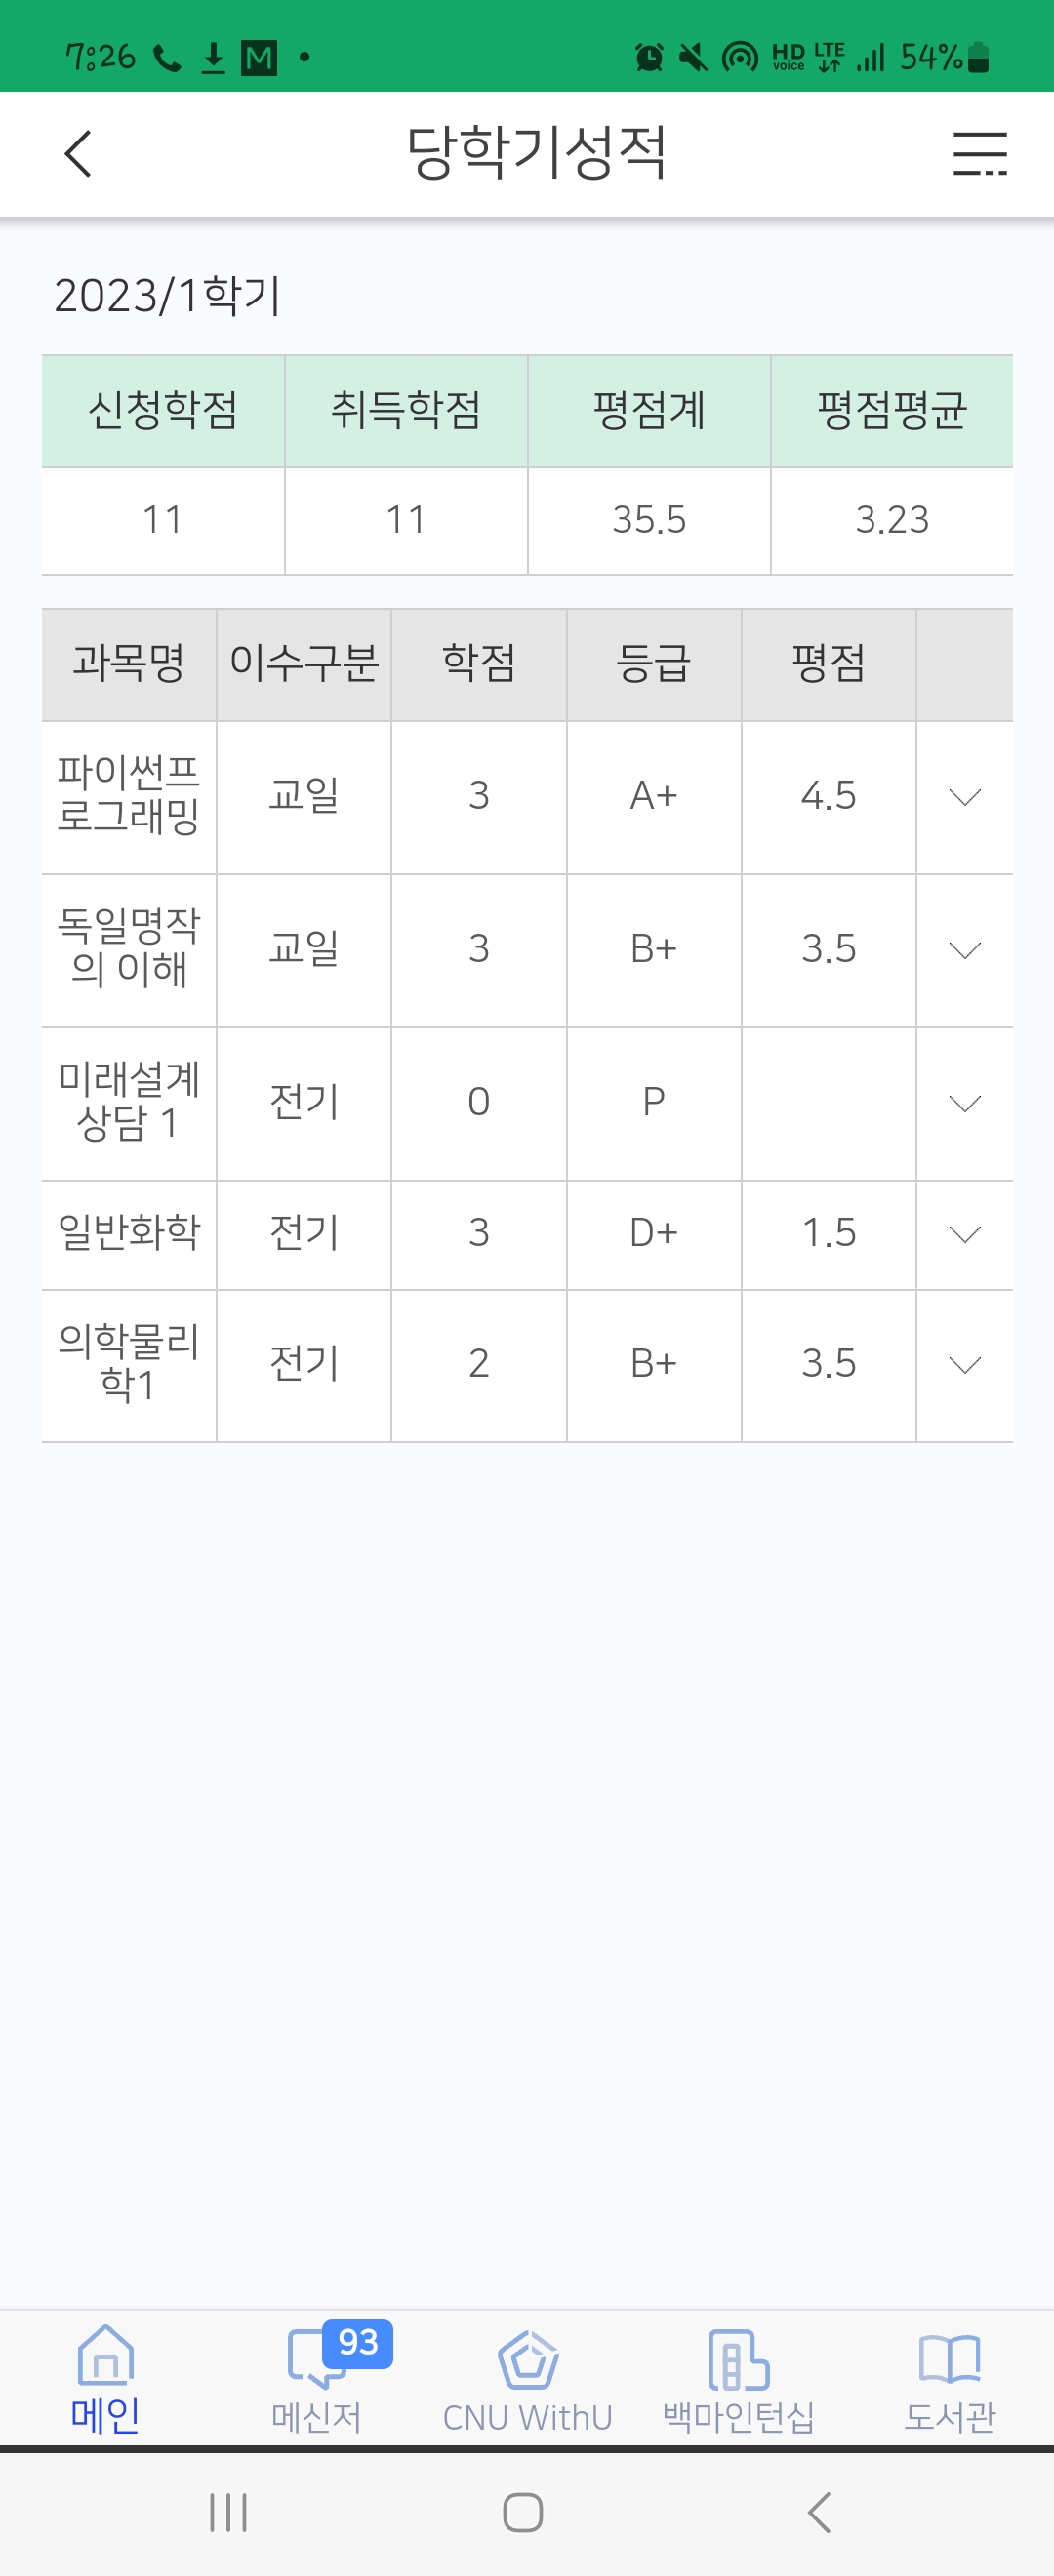 7:26 M HD voice LTE 54%
당학기성적
2023/1학기
신청학점 취득학점 평점계 평점평균
11 11 35.5 3.23
과목명 이수구분 학점 등급 평점
파이썬프
로그래밍 교일 3 A+ 4.5
독일명작
의 이해 교일 3 B+ 3.5
미래설계
상담 1 전기 0 P
일반화학 전기 3 D+ 1.5
의학물리
학1 전기 2 B+ 3.5
93
메인 메신저 CNU WithU 백마인턴십 도서관